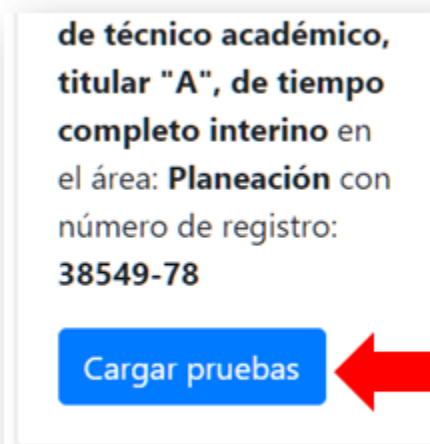 de técnico académico,
titular "A", de tiempo
completo interino en
el área: Planeación con
número de registro:
38549-78
Cargar pruebas